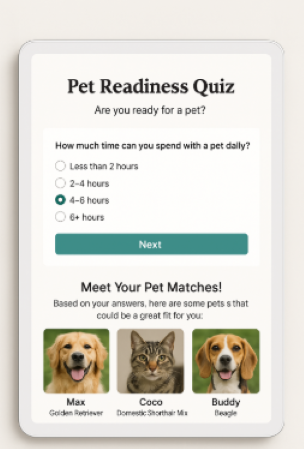 Pet Readiness Quiz
Are you ready for a pet?
How much time can you spend with a pet daily?
Less than 2 hours
2–4 hours
4–6 hours
6+ hours
Next
Meet Your Pet Matches!
Based on your answers, here are some pets s that
could be a great fit for you:
Max
Golden Retriever
Coco
Domestic Shorthair Mix
Buddy
Beagle